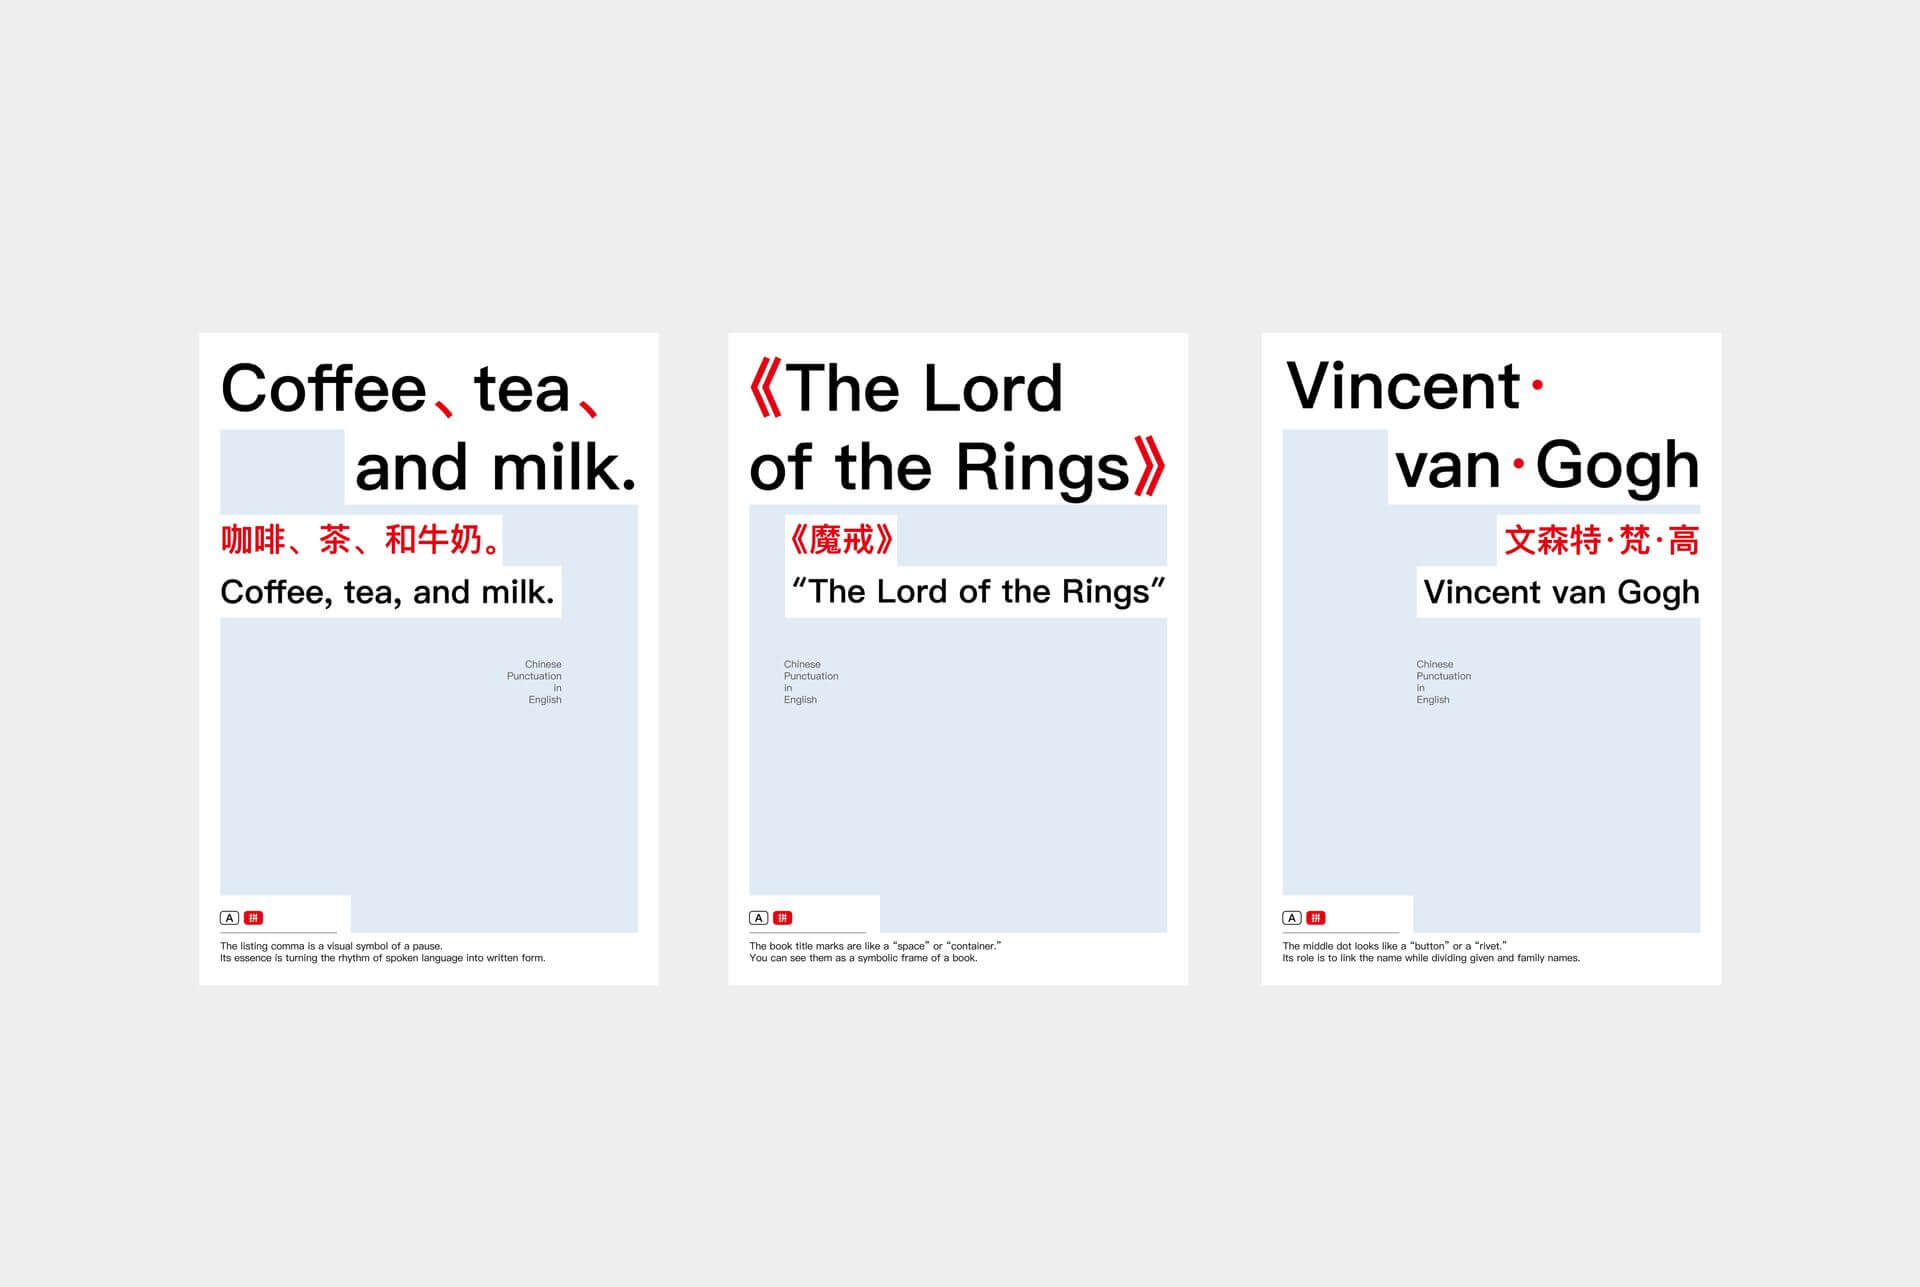 Coffee、tea、
and milk.
咖啡、茶、和牛奶。
Coffee, tea, and milk.
Chinese
Punctuation
in
English
A 拼
The listing comma is a visual symbol of a pause.
Its essence is turning the rhythm of spoken language into written form.
《The Lord
of the Rings》
《魔戒》
“The Lord of the Rings”
Chinese
Punctuation
in
English
A 拼
The book title marks are like a “space” or “container.”
You can see them as a symbolic frame of a book.
Vincent·
van·Gogh
文森特·梵·高
Vincent van Gogh
Chinese
Punctuation
in
English
A 拼
The middle dot looks like a “button” or a “rivet.”
Its role is to link the name while dividing given and family names.